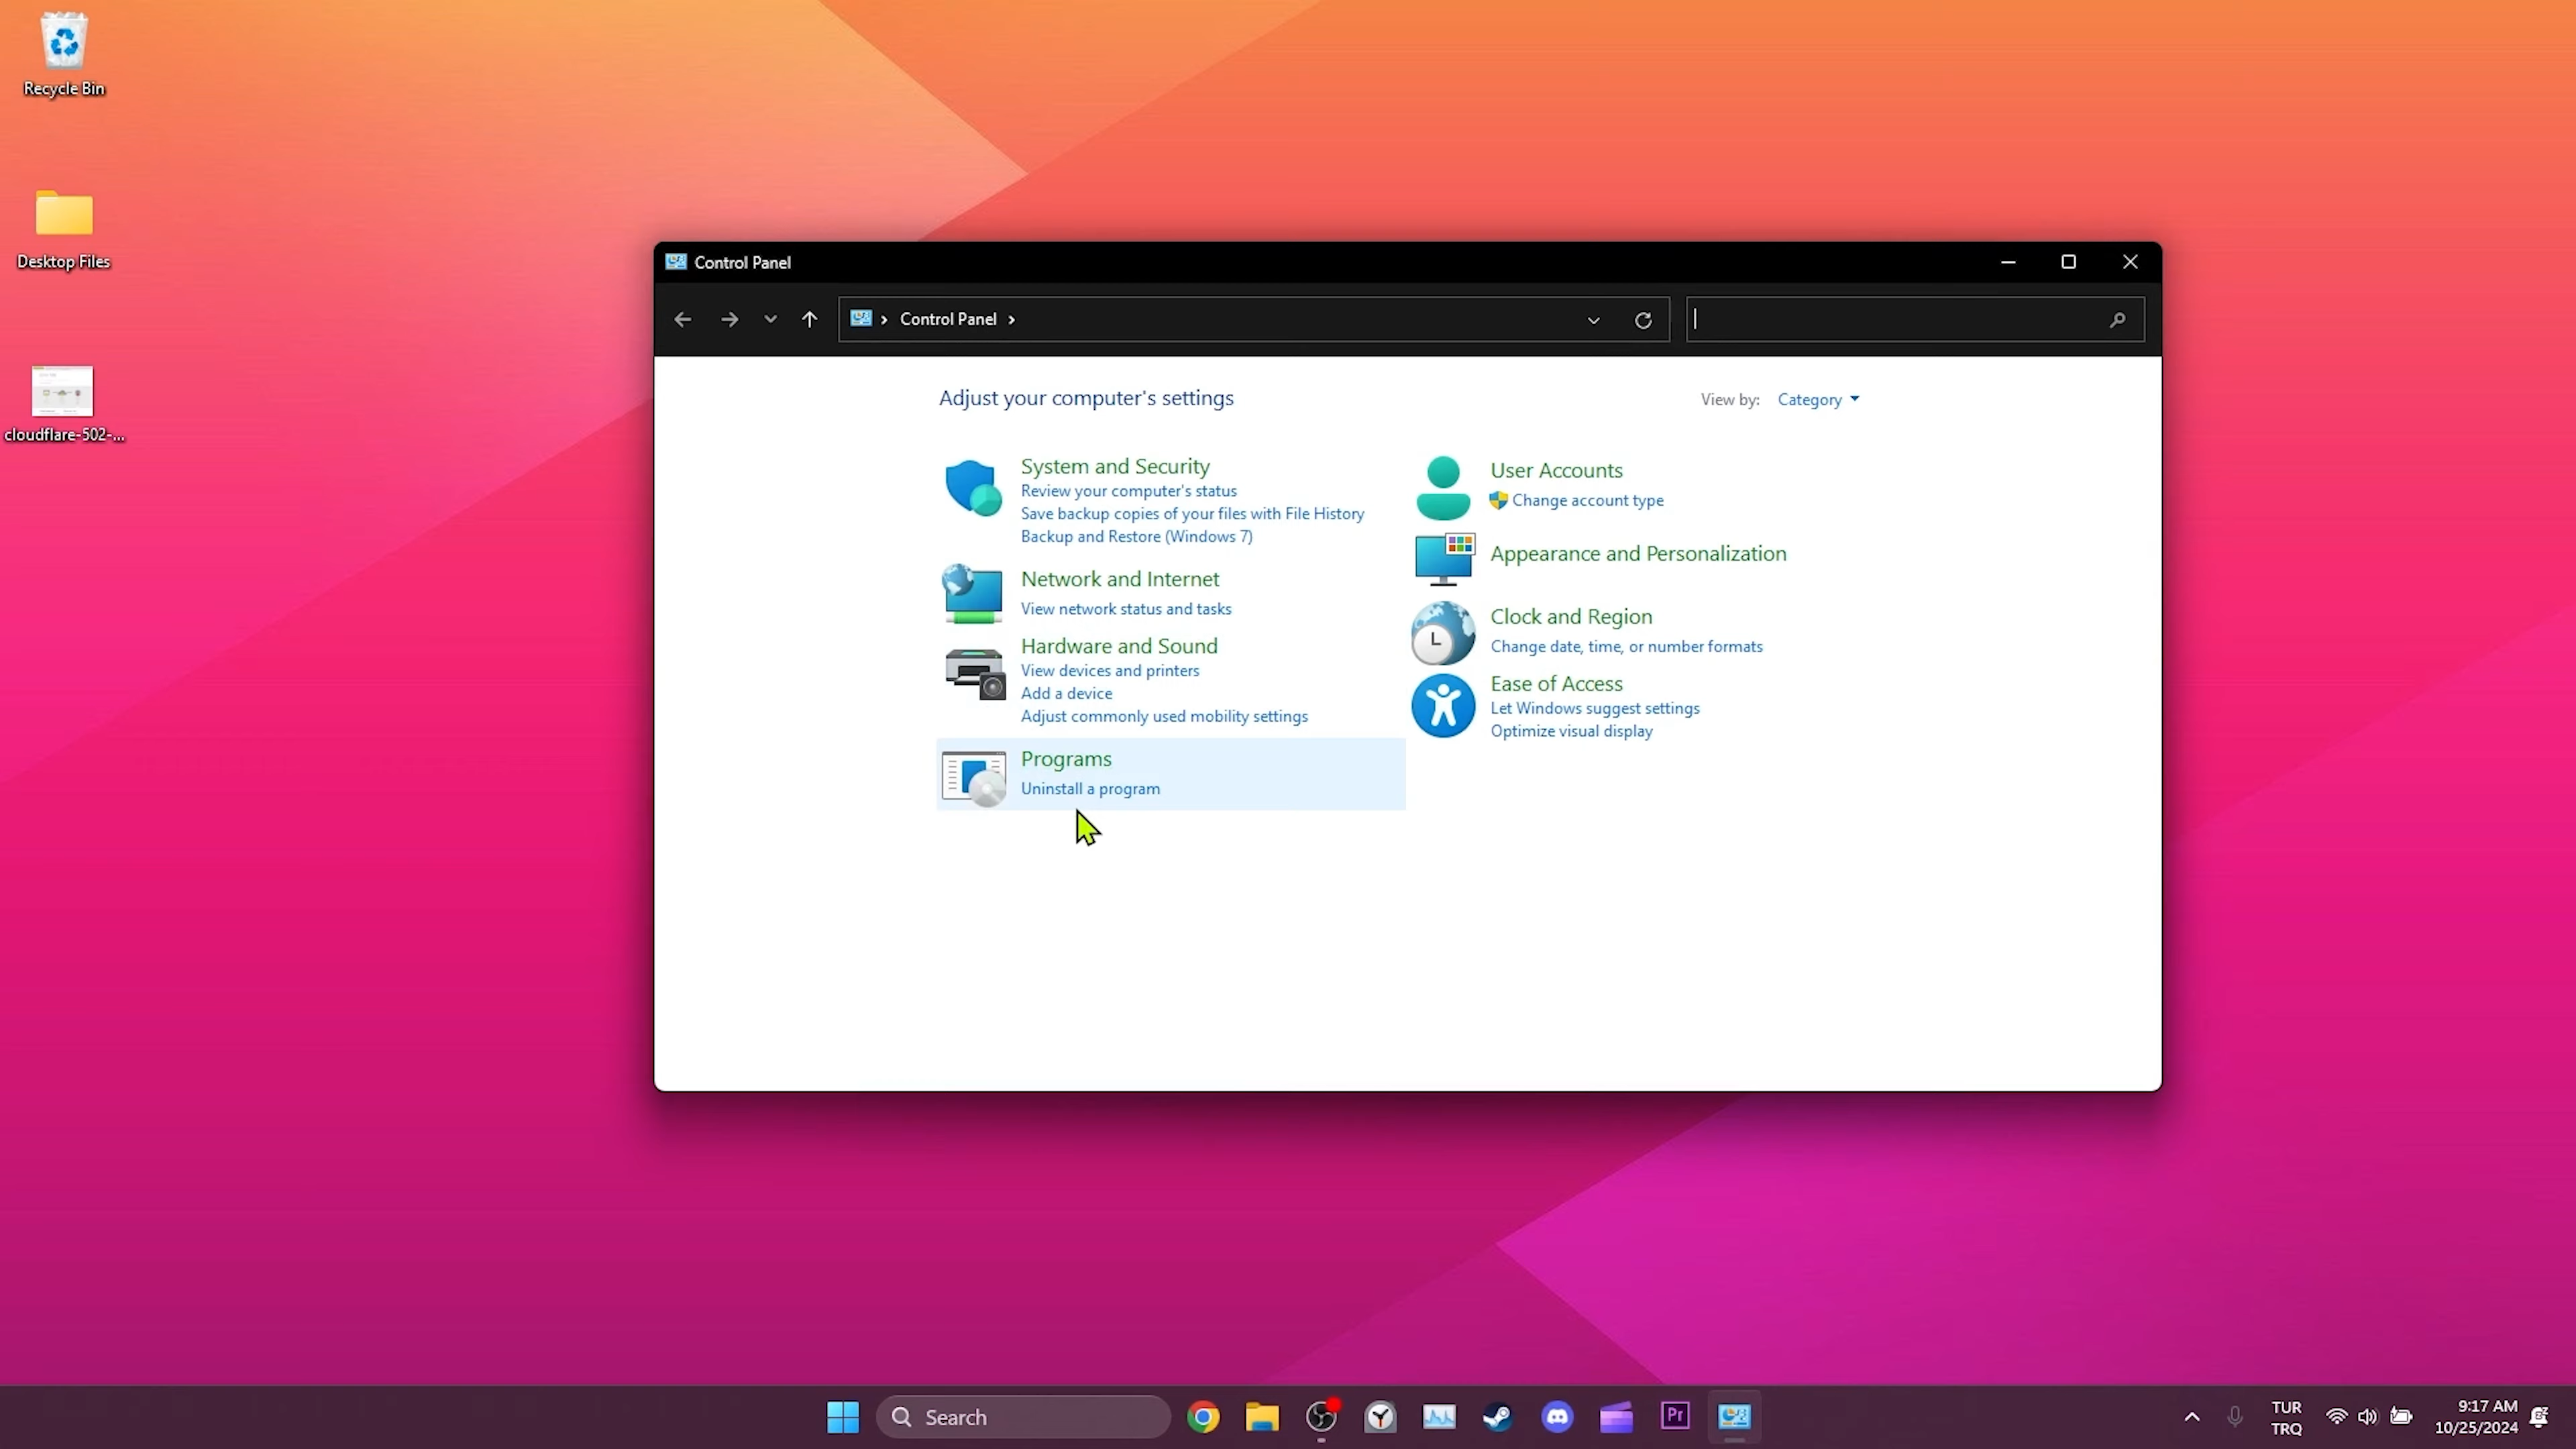 Recycle Bin
Desktop Files
cloudflare-502-...
Control Panel
Control Panel
Adjust your computer's settings
View by: Category
System and Security
Review your computer's status
Save backup copies of your files with File History
Backup and Restore (Windows 7)
Network and Internet
View network status and tasks
Hardware and Sound
View devices and printers
Add a device
Adjust commonly used mobility settings
Programs
Uninstall a program
User Accounts
Change account type
Appearance and Personalization
Clock and Region
Change date, time, or number formats
Ease of Access
Let Windows suggest settings
Optimize visual display
Search
Pr
TUR
TRQ
9:17 AM
10/25/2024